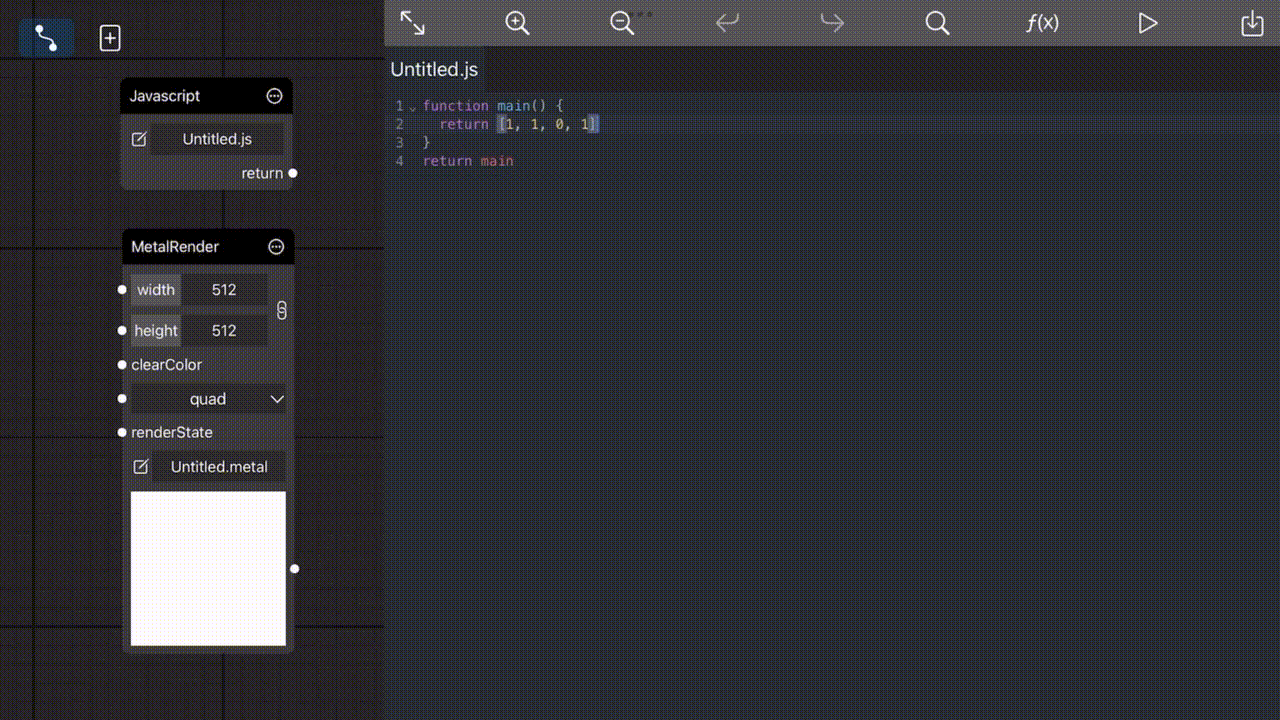 Javascript
Untitled.js
return
MetalRender
width 512
height 512
clearColor
quad
renderState
Untitled.metal
f(x)
Untitled.js
1 function main() {
2 return [1, 1, 0, 1]
3 }
4 return main